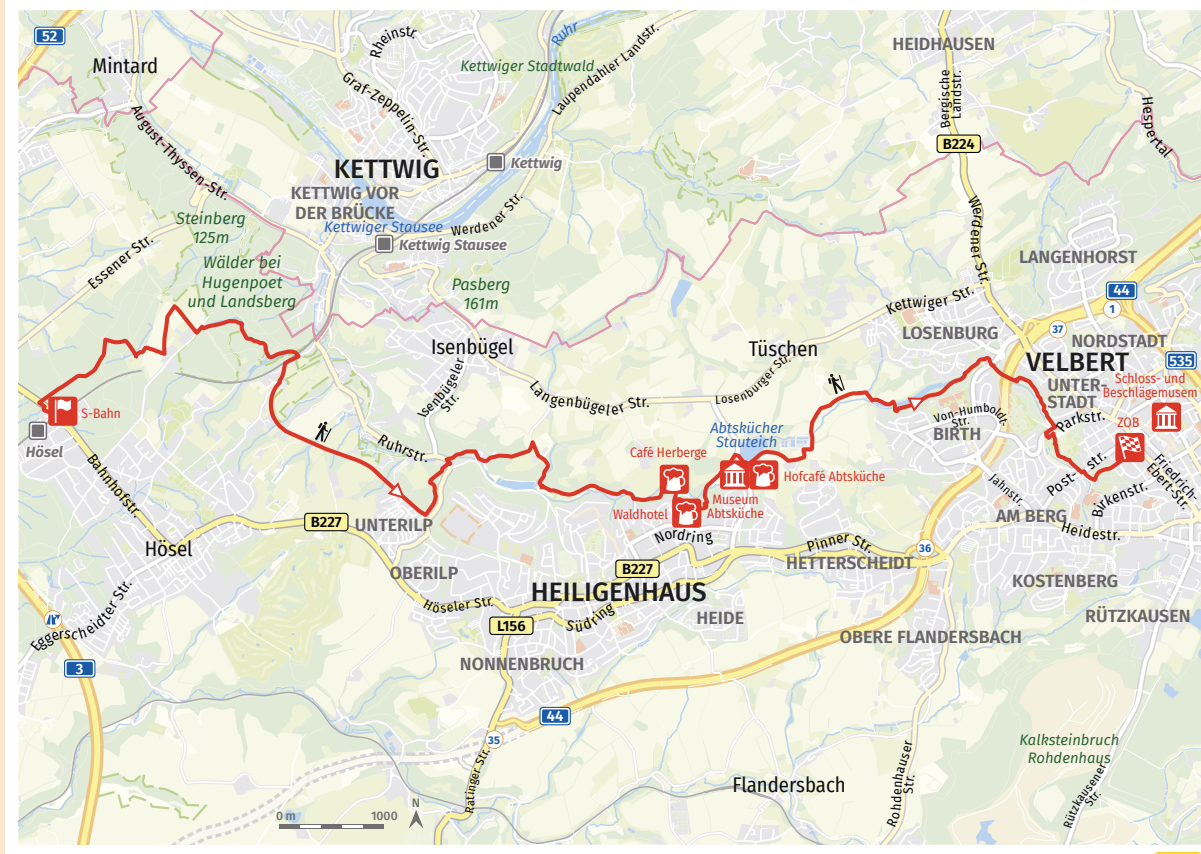 52
Mintard
Rheinstr.
Graf-Zeppelin-Str.
Ruhr
Kettwiger Stadtwald
Laupendahler Landstr.
HEIDHAUSEN
Bergische
Landstr.
B224
Hespertal
August-Thyssen-Str.
KETTWIG
Kettwig
KETTWIG VOR
DER BRÜCKE
Kettwiger Stausee
Werdener Str.
Kettwig Stausee
Steinberg
125m
Essener Str.
Wälder bei
Hugenpoet
und Landsberg
Pasberg
161m
Werdener Str.
LANGENHORST
44
1
Kettwiger Str.
LOSENBURG
37
NORDSTADT
Isenbügel
Tüschen
VELBERT
535
Isenbügeler
Str.
Langenbügeler Str.
Losenburger Str.
UNTER-
STADT
Schloss- und
Beschlägemusem
S-Bahn
Hösel
Ruhrstr.
Abtskücher
Stauteich
Von-Humboldt-
Str.
BIRTH
Parkstr.
ZOB
Café Herberge
Hofcafé Abtsküche
Museum
Abtsküche
Waldhotel
Bahnhofstr.
Jahnstr.
Post-
str.
Birkenstr.
Friedrich-
Ebert-Str.
B227
UNTERILP
Nordring
AM BERG
Heidestr.
Hösel
Pinner Str.
36
OBERILP
B227
HETTERSCHEIDT
KOSTENBERG
HEILIGENHAUS
Höseler Str.
Südring
HEIDE
RÜTZKAUSEN
Eggerscheidter Str.
L156
OBERE FLANDERSBACH
3
NONNENBRUCH
44
35
Kalksteinbruch
Rohdenhaus
Ratinger Str.
Flandersbach
Rohdenhauser
Str.
Rützkausener
Str.
0 m
1000
N